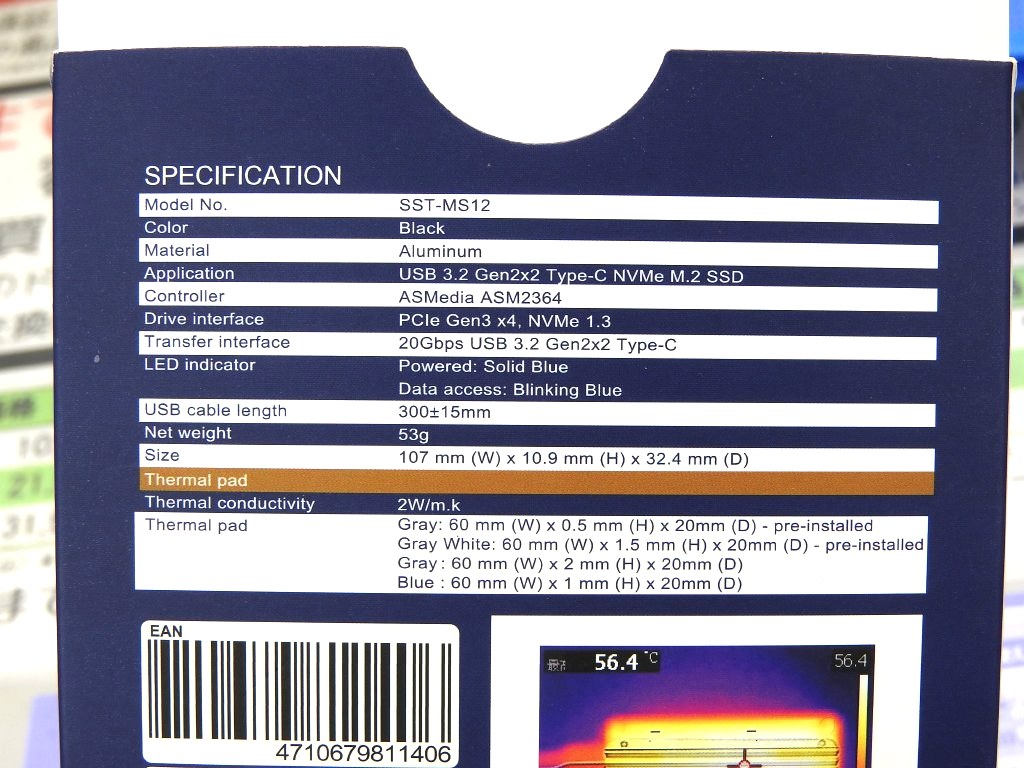 SPECIFICATION
Model No. SST-MS12
Color Black
Material Aluminum
Application USB 3.2 Gen2x2 Type-C NVMe M.2 SSD
Controller ASMedia ASM2364
Drive interface PCIe Gen3 x4, NVMe 1.3
Transfer interface 20Gbps USB 3.2 Gen2x2 Type-C
LED indicator Powered: Solid Blue
Data access: Blinking Blue
USB cable length 300±15mm
Net weight 53g
Size 107 mm (W) x 10.9 mm (H) x 32.4 mm (D)
Thermal pad
Thermal conductivity 2W/m.k
Thermal pad Gray: 60 mm (W) x 0.5 mm (H) x 20mm (D) - pre-installed
Gray White: 60 mm (W) x 1.5 mm (H) x 20mm (D) - pre-installed
Gray : 60 mm (W) x 2 mm (H) x 20mm (D)
Blue : 60 mm (W) x 1 mm (H) x 20mm (D)
EAN
4710679811406
56.4 °C
56.4